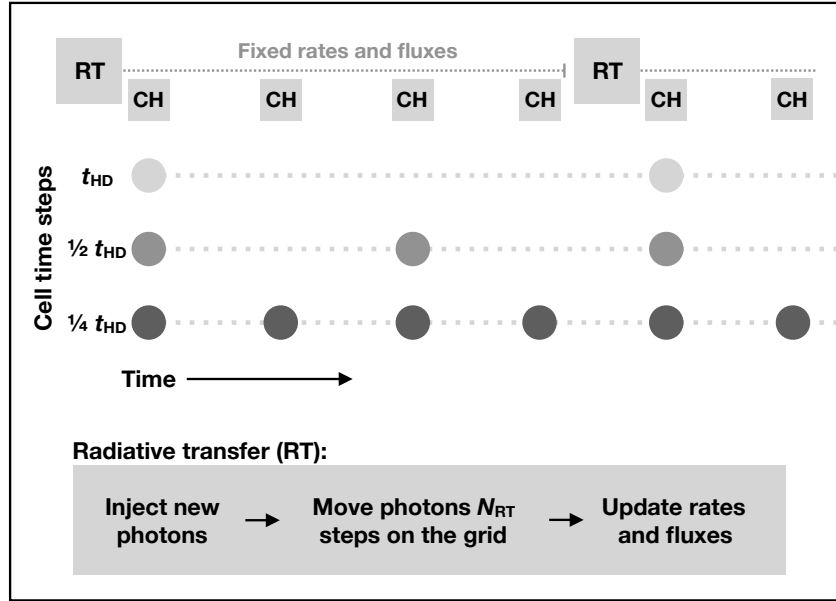 Fixed rates and fluxes
RT
RT
CH
CH
CH
CH
CH
CH
Cell time steps
tHD
½ tHD
¼ tHD
Time
Radiative transfer (RT):
Inject new
photons
Move photons NRT
steps on the grid
Update rates
and fluxes